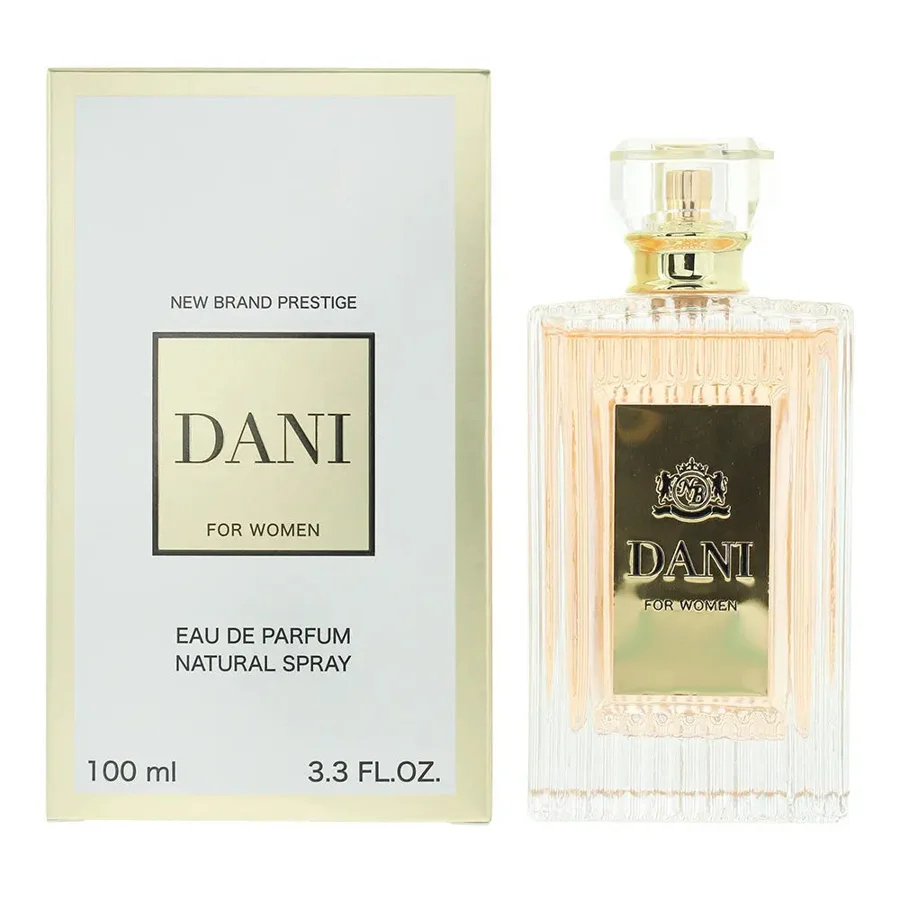 NEW BRAND PRESTIGE
DANI
FOR WOMEN
EAU DE PARFUM
NATURAL SPRAY
100 ml 3.3 FL.OZ.
NB
DANI
FOR WOMEN